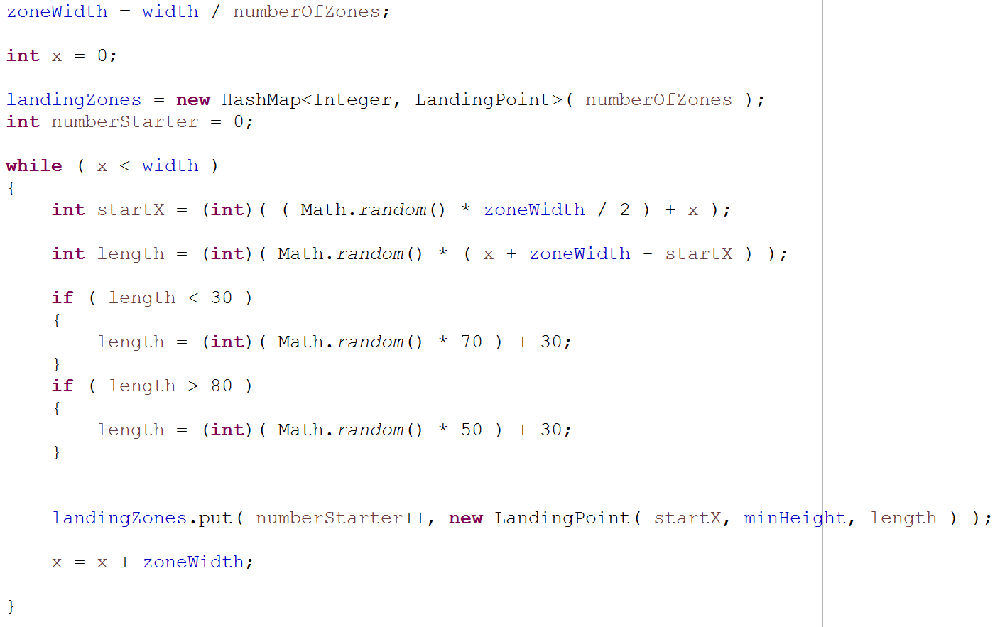 zoneWidth = width / numberOfZones;
int x = 0;
landingZones = new HashMap<Integer, LandingPoint>( numberOfZones );
int numberStarter = 0;
while ( x < width )
{
    int startX = (int)( ( Math.random() * zoneWidth / 2 ) + x );
    int length = (int)( Math.random() * ( x + zoneWidth - startX ) );
    if ( length < 30 )
    {
        length = (int)( Math.random() * 70 ) + 30;
    }
    if ( length > 80 )
    {
        length = (int)( Math.random() * 50 ) + 30;
    }
    landingZones.put( numberStarter++, new LandingPoint( startX, minHeight, length ) );
    x = x + zoneWidth;
}